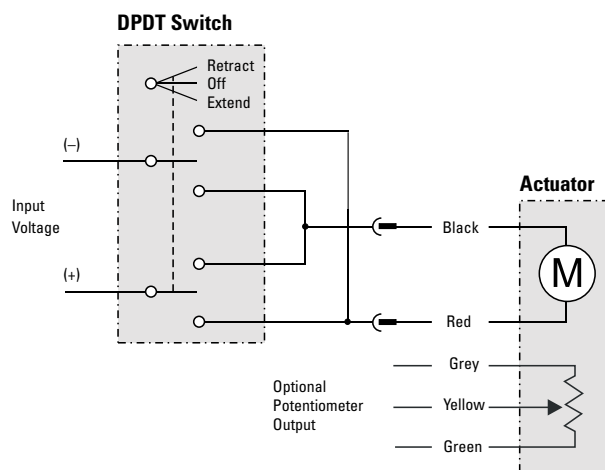 DPDT Switch
Retract
Off
Extend
(–)
Input
Voltage
(+)
Actuator
Black
M
Red
Grey
Optional
Potentiometer
Output
Yellow
Green